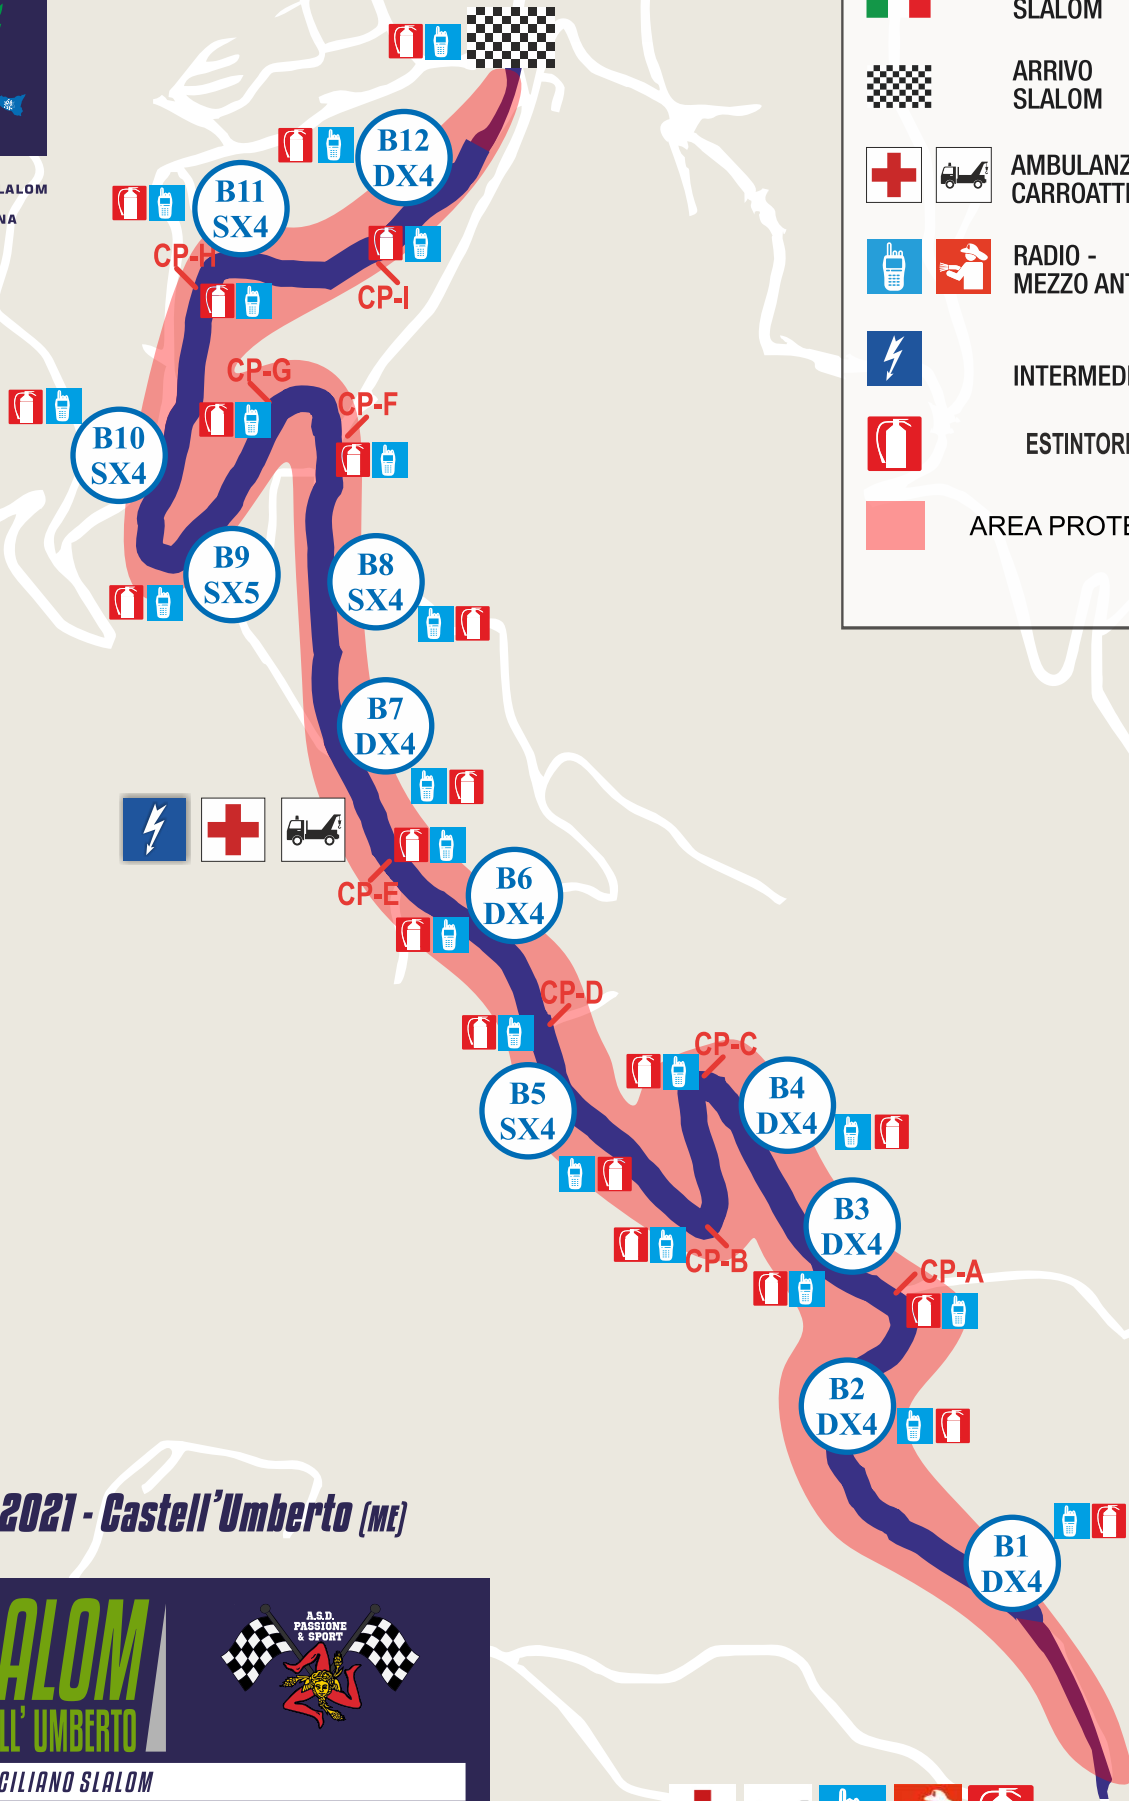 SLALOM
ARRIVO
SLALOM
CARROATT
RADIO -
MEZZO ANT
INTERMED
ESTINTOR
AREA PROTE
B12
DX4
B11
SX4
CP-H
CP-I
CP-G
CP-F
B10
SX4
B9
SX5
B8
SX4
B7
DX4
CP-E
B6
DX4
CP-D
CP-C
B5
SX4
B4
DX4
B3
DX4
CP-B
CP-A
B2
DX4
B1
DX4
2021 - Castell'Umberto (ME)
A.S.D.
PASSIONE
& SPORT
ALOM
LL' UMBERTO
CILIANO SLALOM